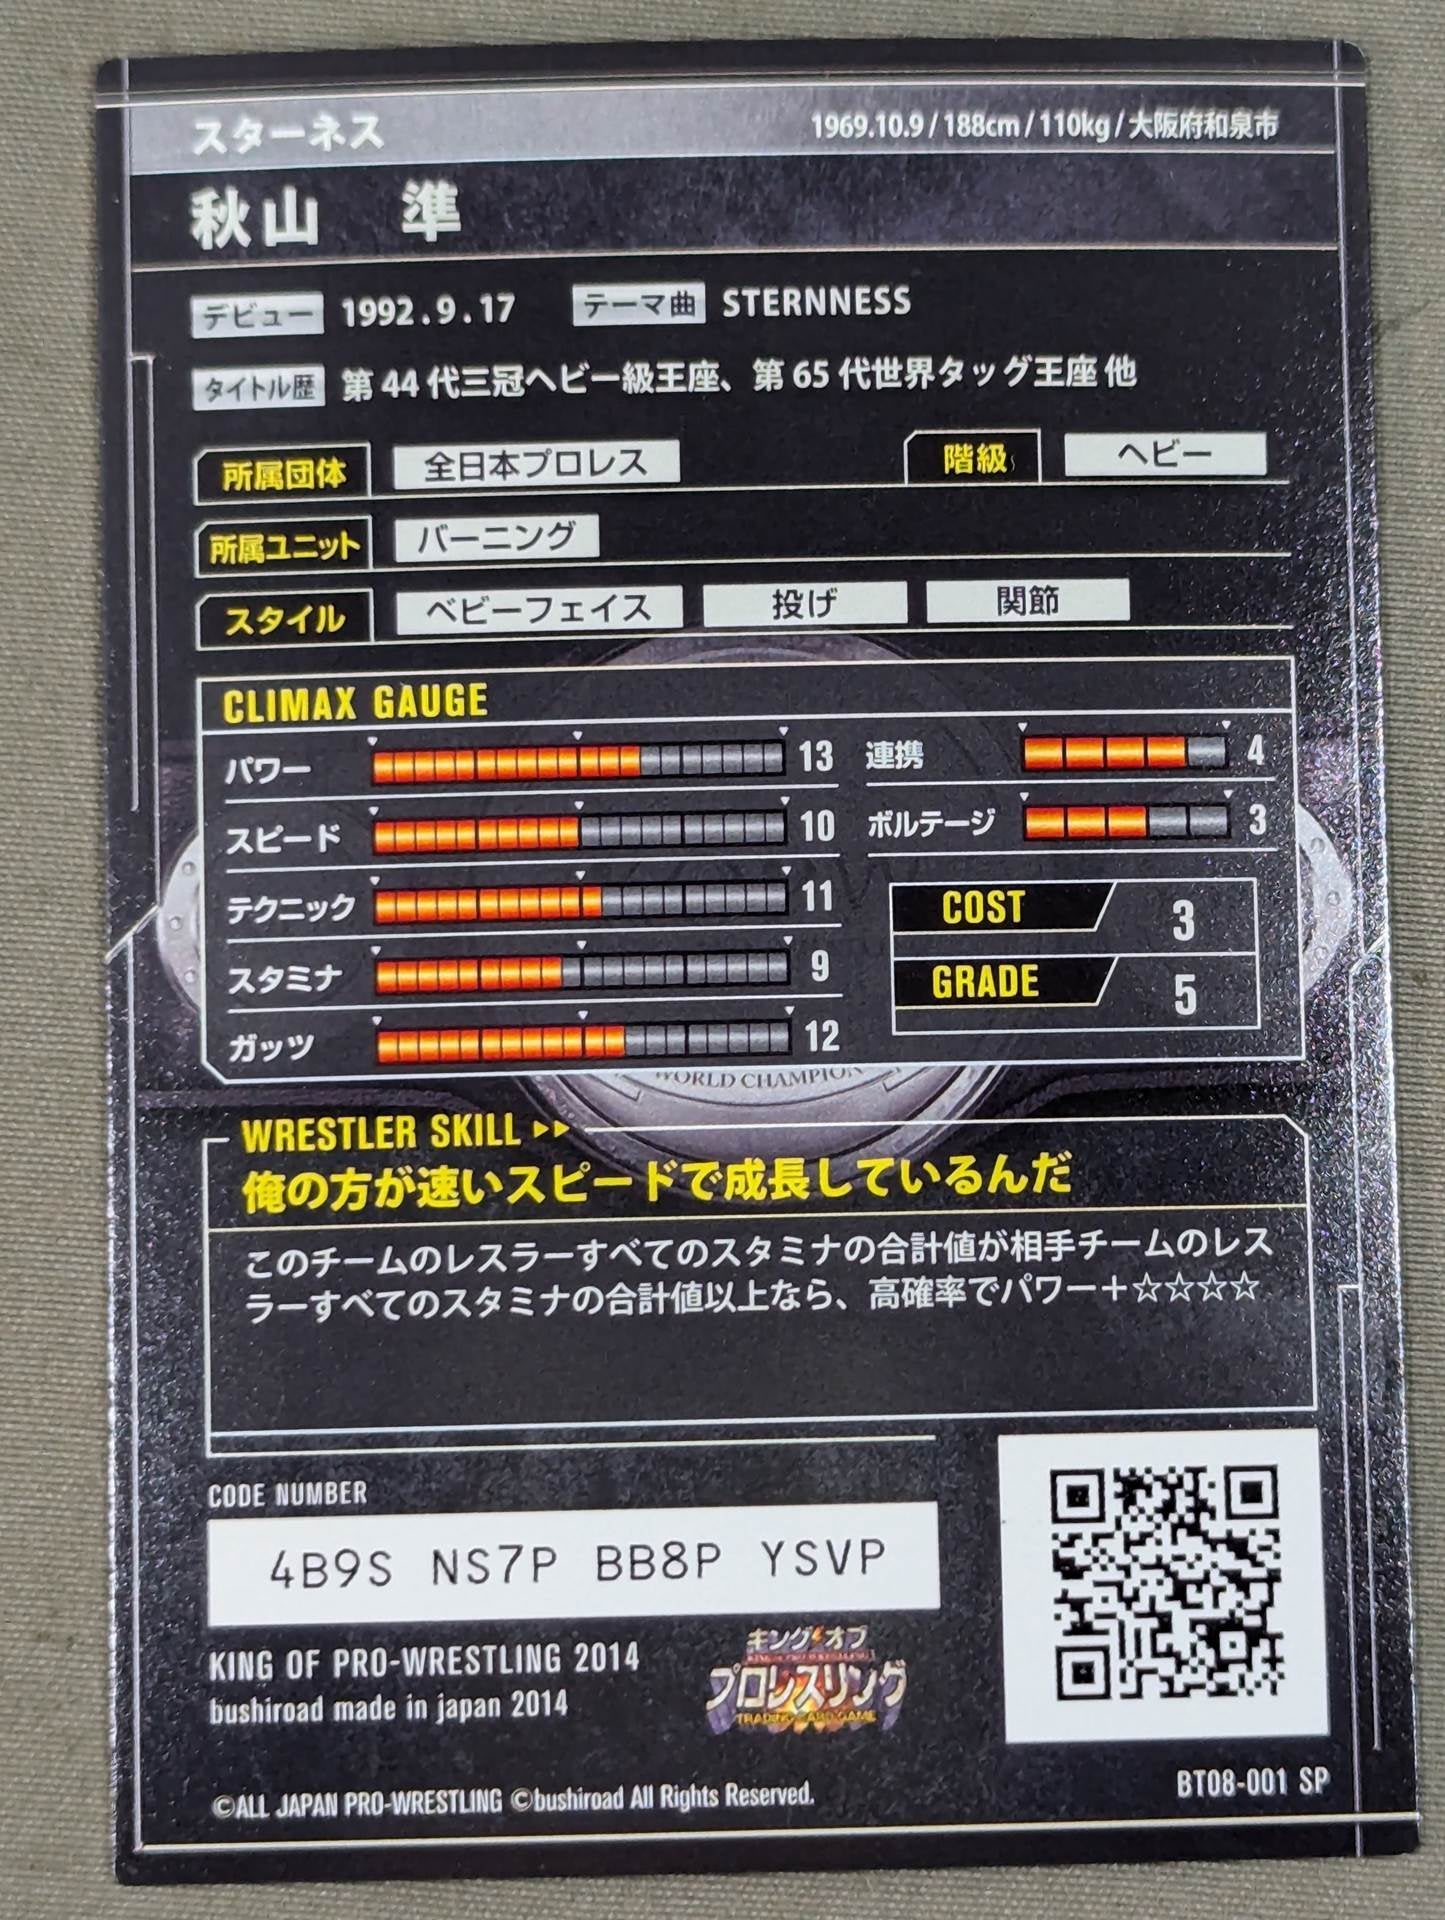 スターネス 1969.10.9 / 188cm / 110kg / 大阪府和泉市
秋山 準
デビュー 1992.9.17 テーマ曲 STERNNESS
タイトル歴 第44代三冠ヘビー級王座、第65代世界タッグ王座他
所属団体 全日本プロレス 階級 ヘビー
所属ユニット バーニング
スタイル ベビーフェイス 投げ 関節
CLIMAX GAUGE
パワー 13 連携 4
スピード 10 ボルテージ 3
テクニック 11 COST 3
スタミナ 9 GRADE 5
ガッツ 12
WORLD CHAMPION
WRESTLER SKILL ▸▸
俺の方が速いスピードで成長しているんだ
このチームのレスラーすべてのスタミナの合計値が相手チームのレス
ラーすべてのスタミナの合計値以上なら、高確率でパワー＋☆☆☆☆
CODE NUMBER
4B9S NS7P BB8P YSVP
KING OF PRO-WRESTLING 2014
bushiroad made in japan 2014
キングオブ
KING OF PRO-WRESTLING
プロレスリング
TRADING CARD GAME
BT08-001 SP
©ALL JAPAN PRO-WRESTLING ©bushiroad All Rights Reserved.